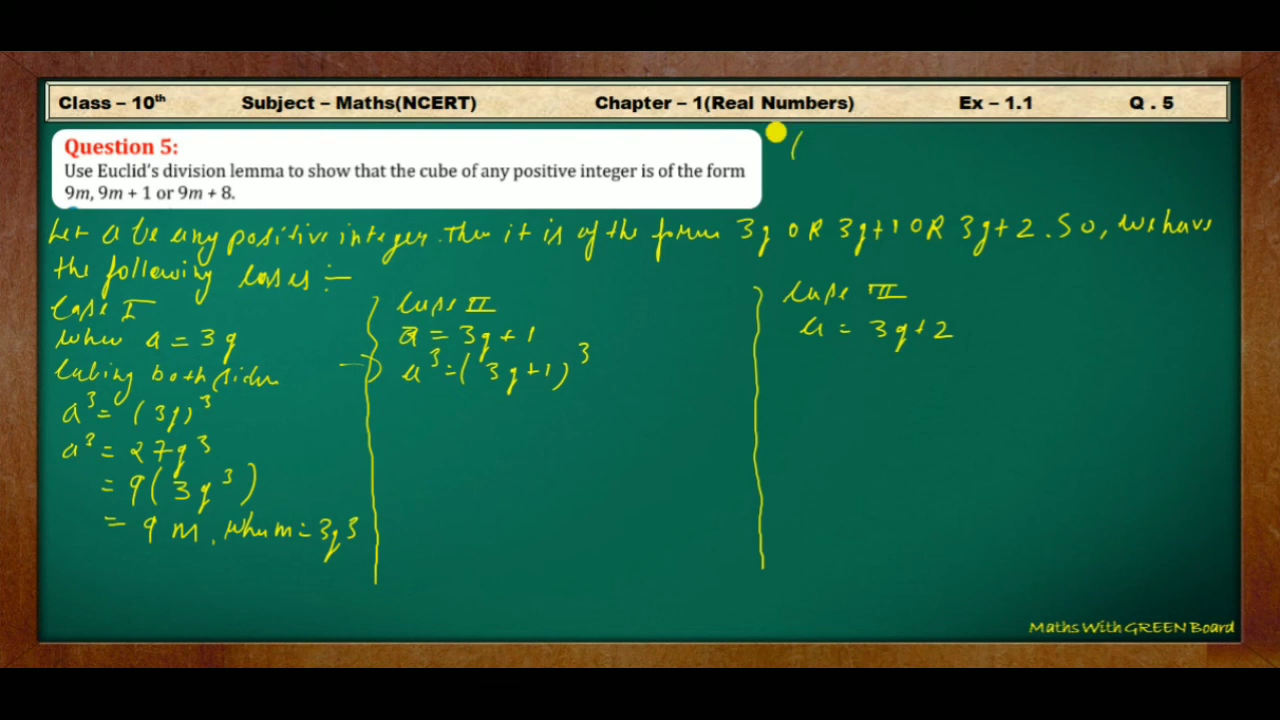 Class – 10th Subject – Maths(NCERT) Chapter – 1(Real Numbers) Ex – 1.1 Q . 5
Question 5:
Use Euclid's division lemma to show that the cube of any positive integer is of the form
9m, 9m + 1 or 9m + 8.
(
Let a be any positive integer. Then it is of the form 3q OR 3q+1 OR 3q+2. So, we have
the following cases :–
Case I
when a = 3q
Cubing both sides
a³ = (3q)³
a³ = 27q³
= 9(3q³)
= 9m, when m = 3q3
Case II
a = 3q+1
a³ = (3q+1)³
Case III
a = 3q+2
Maths With GREEN Board